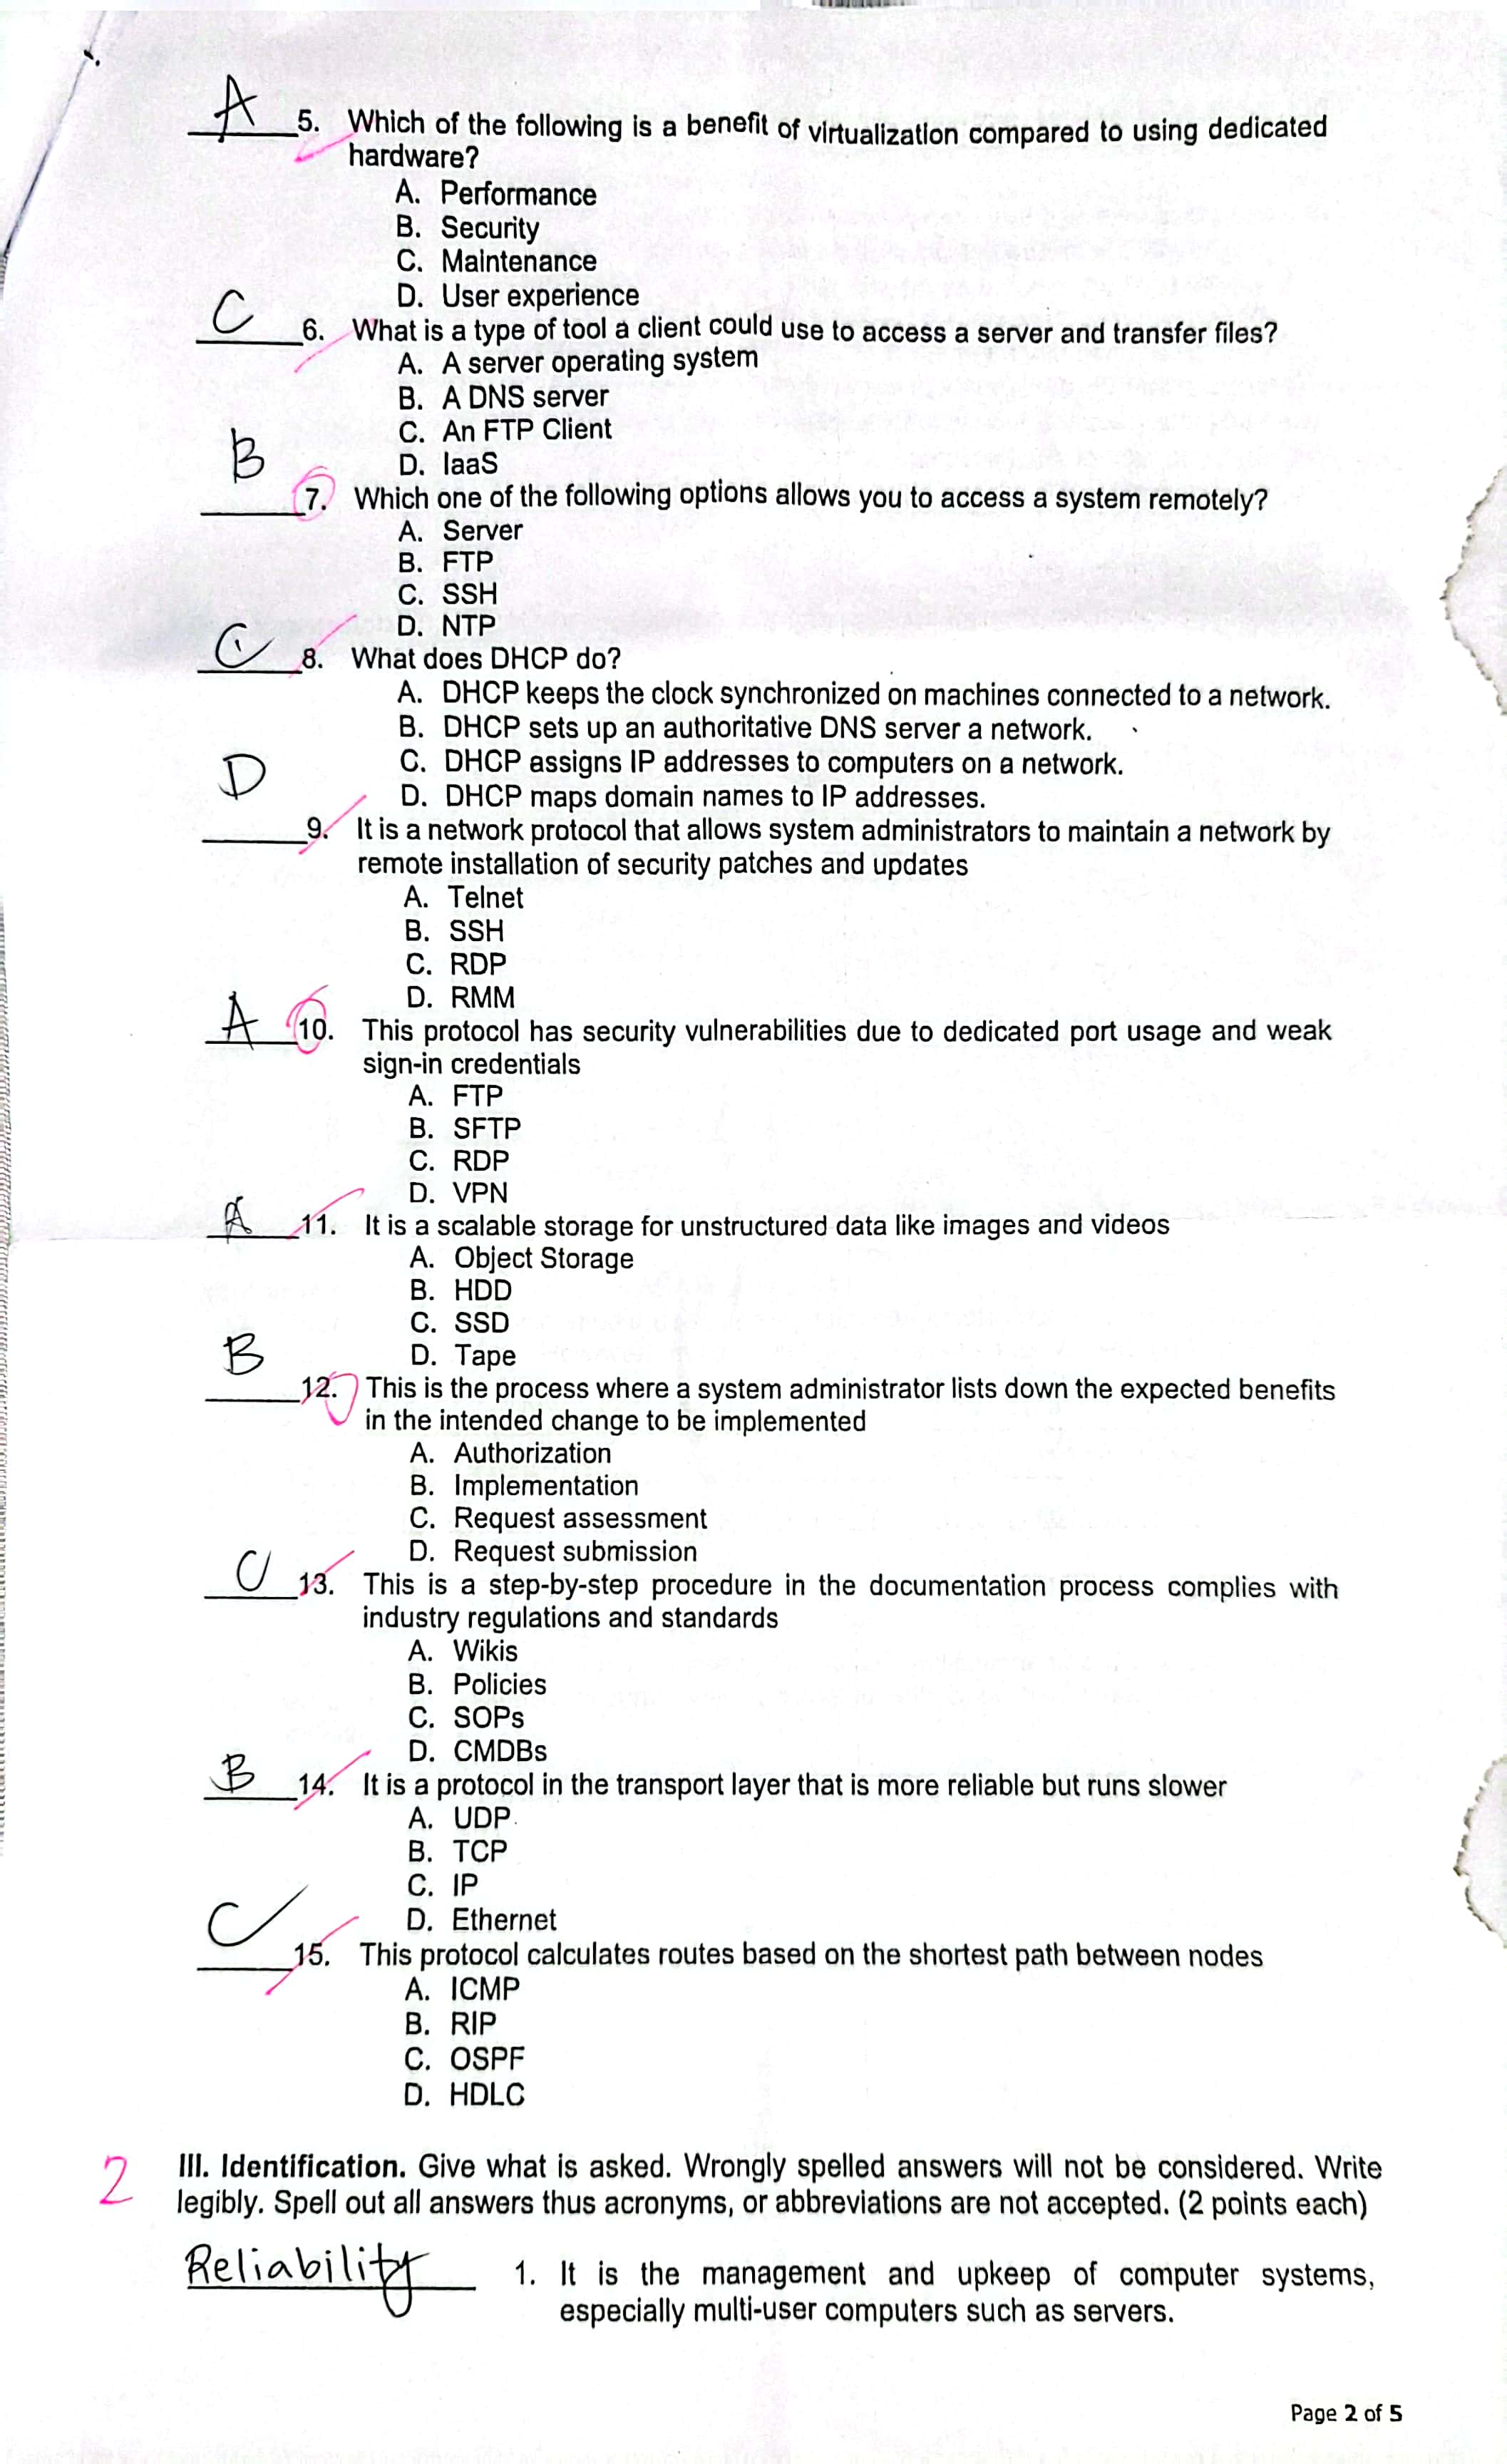 A 5. Which of the following is a benefit of virtualization compared to using dedicated
hardware?
A. Performance
B. Security
C. Maintenance
D. User experience
C 6. What is a type of tool a client could use to access a server and transfer files?
A. A server operating system
B. A DNS server
C. An FTP Client
D. IaaS
B 7. Which one of the following options allows you to access a system remotely?
A. Server
B. FTP
C. SSH
D. NTP
C 8. What does DHCP do?
A. DHCP keeps the clock synchronized on machines connected to a network.
B. DHCP sets up an authoritative DNS server a network.
C. DHCP assigns IP addresses to computers on a network.
D. DHCP maps domain names to IP addresses.
D 9. It is a network protocol that allows system administrators to maintain a network by
remote installation of security patches and updates
A. Telnet
B. SSH
C. RDP
D. RMM
A 10. This protocol has security vulnerabilities due to dedicated port usage and weak
sign-in credentials
A. FTP
B. SFTP
C. RDP
D. VPN
A 11. It is a scalable storage for unstructured data like images and videos
A. Object Storage
B. HDD
C. SSD
D. Tape
B 12. This is the process where a system administrator lists down the expected benefits
in the intended change to be implemented
A. Authorization
B. Implementation
C. Request assessment
D. Request submission
C 13. This is a step-by-step procedure in the documentation process complies with
industry regulations and standards
A. Wikis
B. Policies
C. SOPs
D. CMDBs
B 14. It is a protocol in the transport layer that is more reliable but runs slower
A. UDP
B. TCP
C. IP
D. Ethernet
C 15. This protocol calculates routes based on the shortest path between nodes
A. ICMP
B. RIP
C. OSPF
D. HDLC
2 III. Identification. Give what is asked. Wrongly spelled answers will not be considered. Write
legibly. Spell out all answers thus acronyms, or abbreviations are not accepted. (2 points each)
Reliability 1. It is the management and upkeep of computer systems,
especially multi-user computers such as servers.
Page 2 of 5